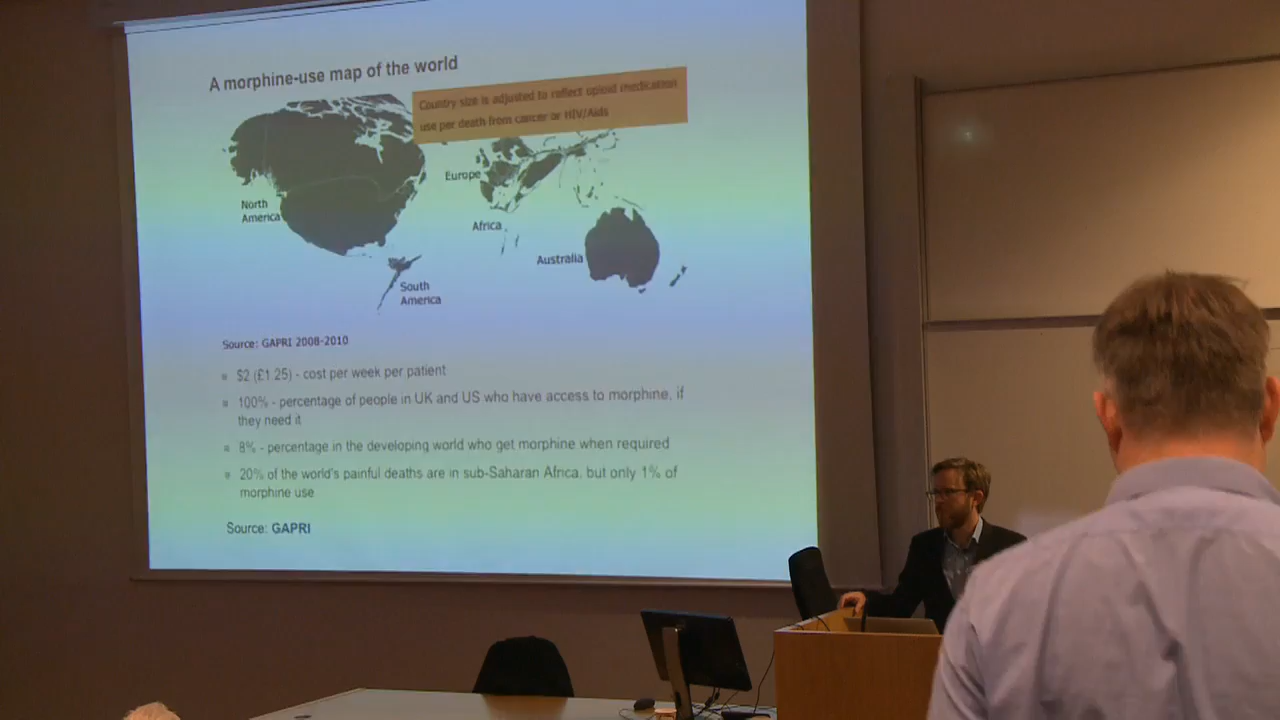 A morphine-use map of the world
Country size is adjusted to reflect opioid medication
use per death from cancer or HIV/Aids
Europe
North
America
Africa
Australia
South
America
Source: GAPRI 2008-2010
$2 (£1.25) - cost per week per patient
100% - percentage of people in UK and US who have access to morphine, if
they need it
8% - percentage in the developing world who get morphine when required
20% of the world's painful deaths are in sub-Saharan Africa, but only 1% of
morphine use
Source: GAPRI